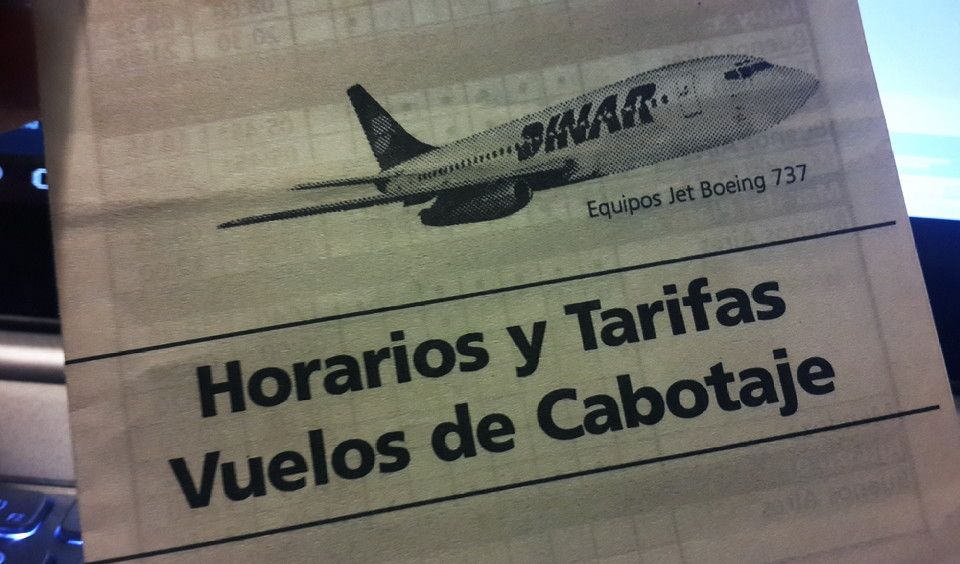 DINAR
Equipos Jet Boeing 737
Horarios y Tarifas
Vuelos de Cabotaje